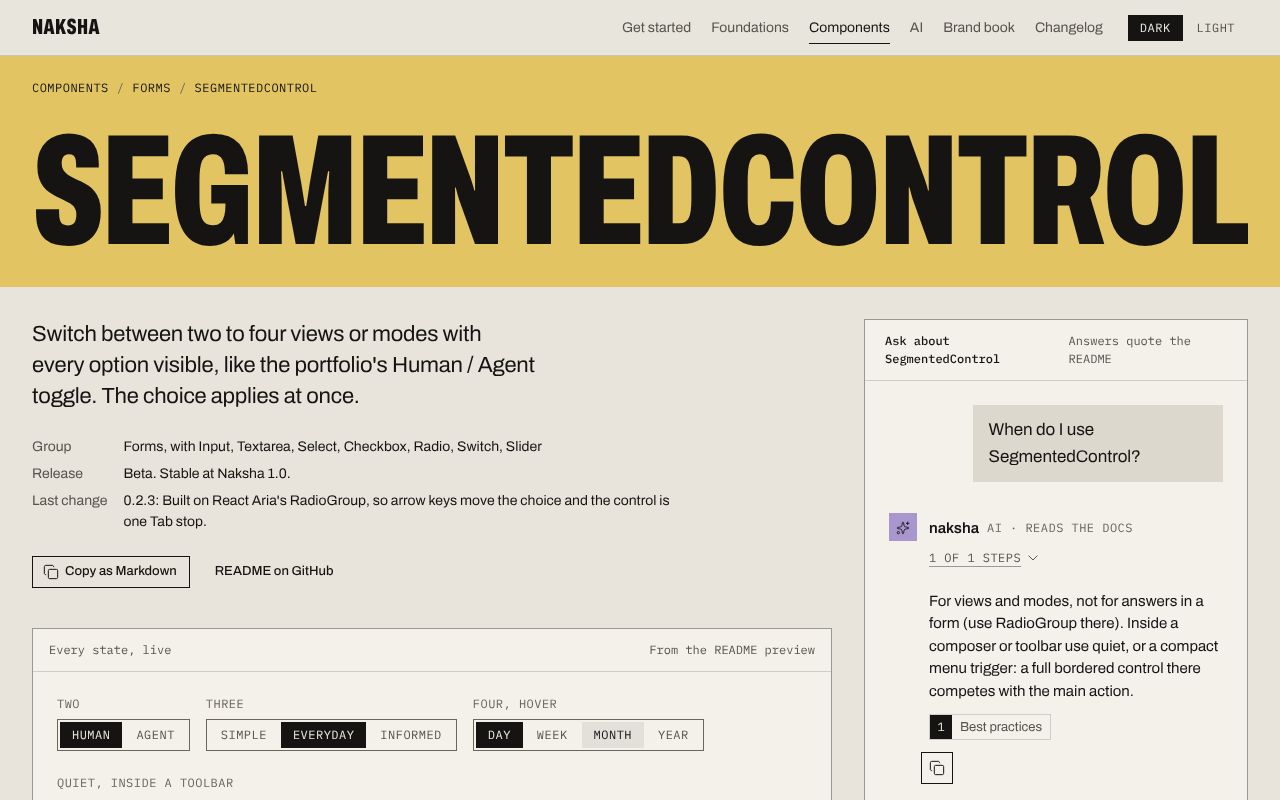 NAKSHA
Get started Foundations Components AI Brand book Changelog DARK LIGHT
COMPONENTS / FORMS / SEGMENTEDCONTROL
SEGMENTEDCONTROL
Switch between two to four views or modes with
every option visible, like the portfolio's Human / Agent
toggle. The choice applies at once.
Group Forms, with Input, Textarea, Select, Checkbox, Radio, Switch, Slider
Release Beta. Stable at Naksha 1.0.
Last change 0.2.3: Built on React Aria's RadioGroup, so arrow keys move the choice and the control is
one Tab stop.
Copy as Markdown README on GitHub
Every state, live From the README preview
TWO THREE FOUR, HOVER
HUMAN AGENT SIMPLE EVERYDAY INFORMED DAY WEEK MONTH YEAR
QUIET, INSIDE A TOOLBAR
Ask about
SegmentedControl
Answers quote the
README
When do I use
SegmentedControl?
naksha AI · READS THE DOCS
1 OF 1 STEPS
For views and modes, not for answers in a
form (use RadioGroup there). Inside a
composer or toolbar use quiet, or a compact
menu trigger: a full bordered control there
competes with the main action.
1 Best practices